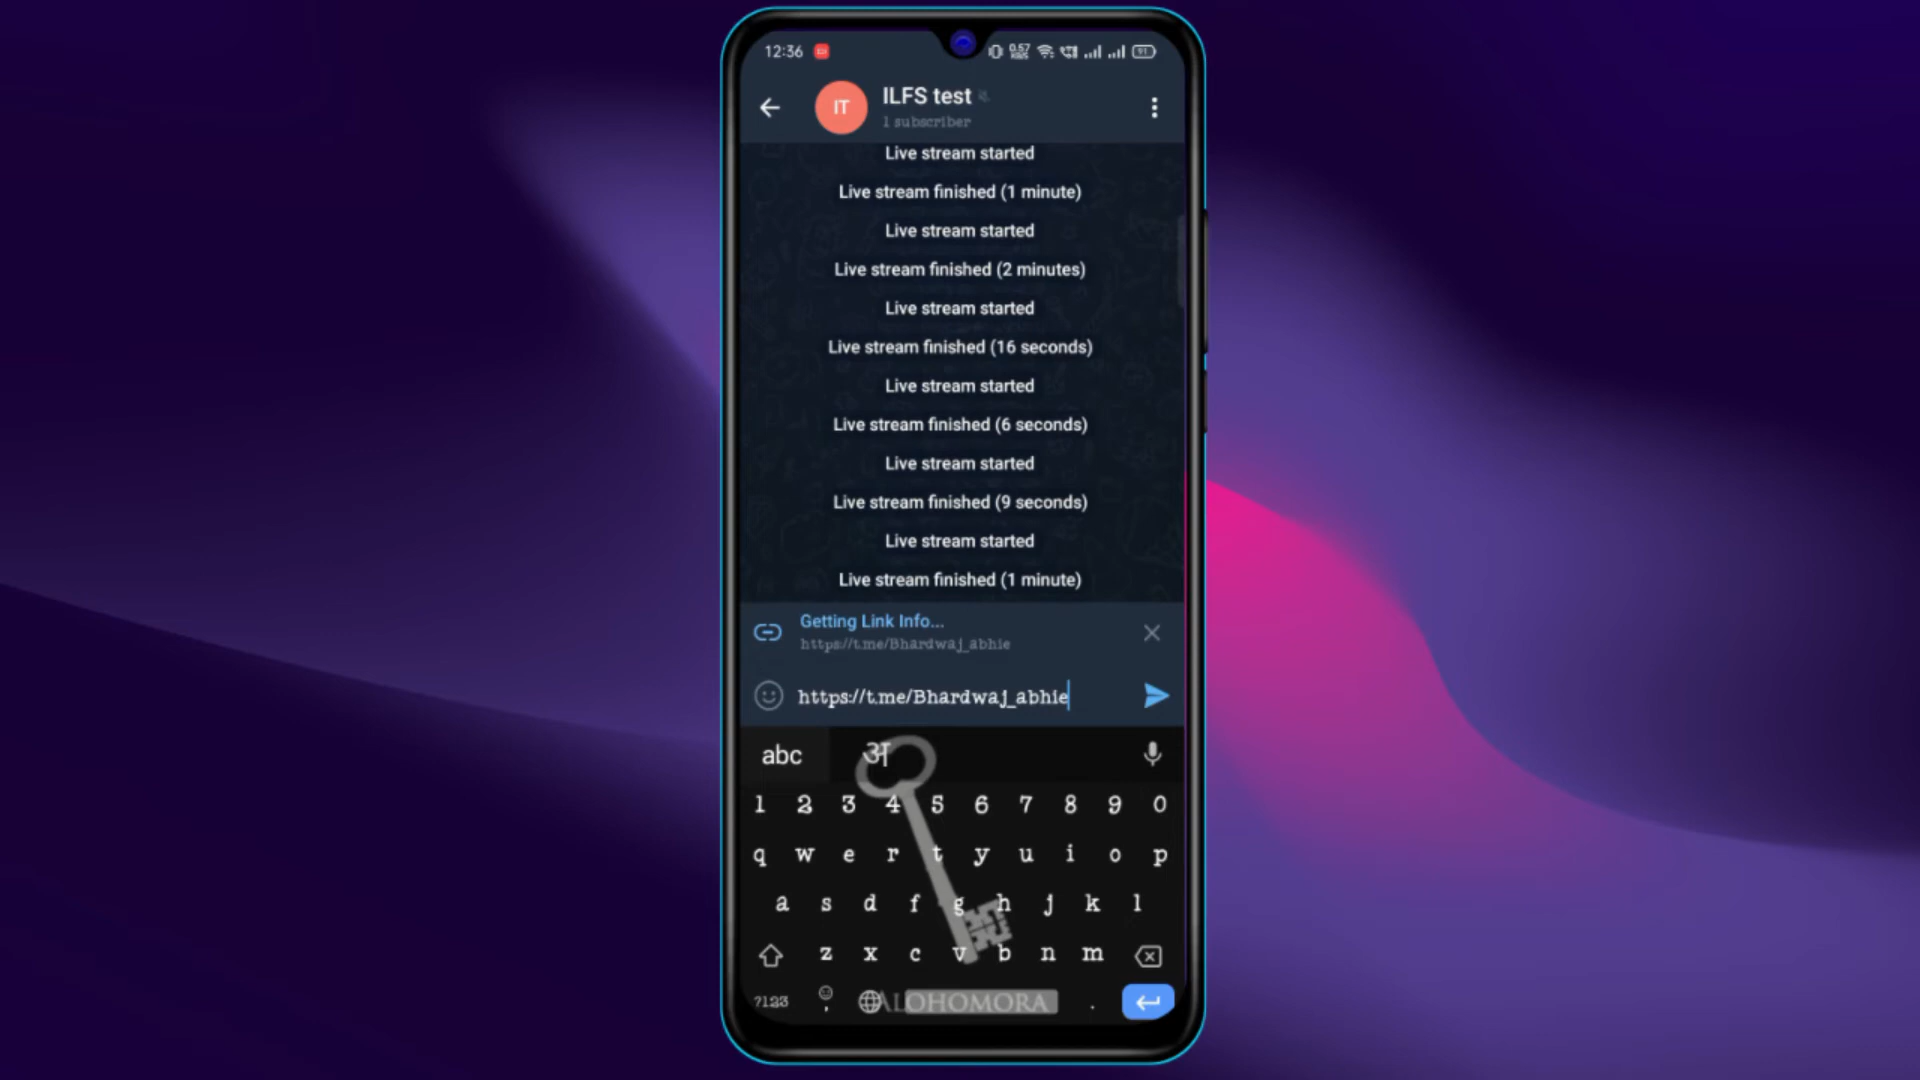 12:36
0.57
91
IT
ILFS test
1 subscriber
Live stream started
Live stream finished (1 minute)
Live stream started
Live stream finished (2 minutes)
Live stream started
Live stream finished (16 seconds)
Live stream started
Live stream finished (6 seconds)
Live stream started
Live stream finished (9 seconds)
Live stream started
Live stream finished (1 minute)
Getting Link Info...
https://t.me/Bhardwaj_abhie
https://t.me/Bhardwaj_abhie
abc अ
1 2 3 4 5 6 7 8 9 0
q w e r t y u i o p
a s d f g h j k l
z x c v b n m
?123 , ALOHOMORA .